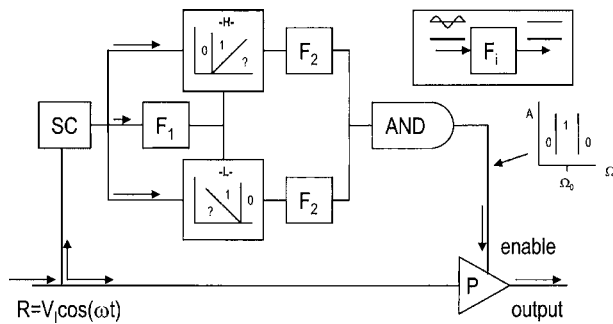 -H-
0 1 ?
F₂
Fᵢ
SC
F₁
AND
A
0 1 0
Ω
Ω₀
-L-
? 1 0
F₂
enable
P
R=Vᵢcos(ωt)
output